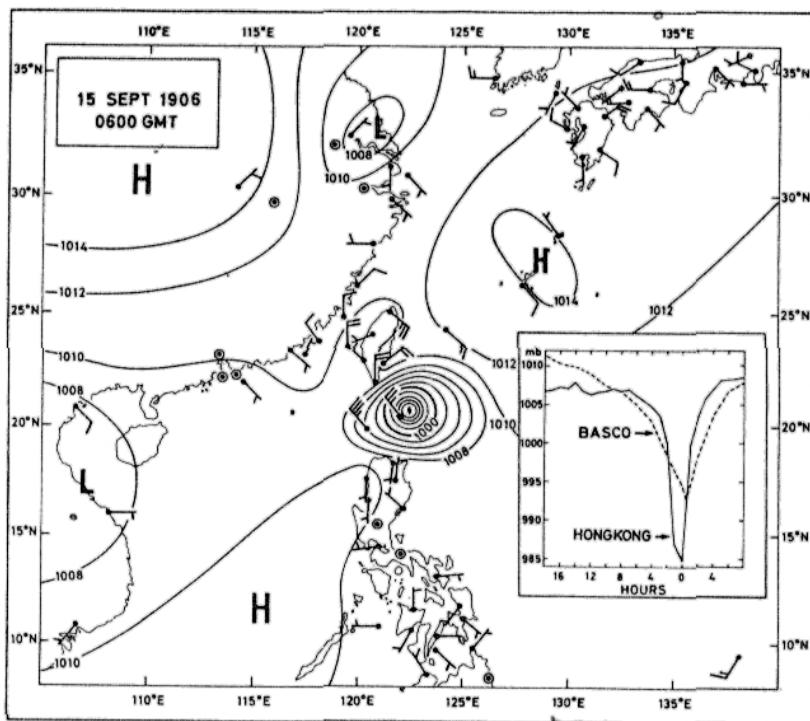 110°E 115°E 120°E 125°E 130°E 135°E
35°N 35°N
15 SEPT 1906
0600 GMT
L
1008
1010
H
30°N 30°N
1014
H
1012
1014
1012
25°N 25°N
1010
1012
mb
1008
1010
20°N 1000 1010 1005 20°N
1008
BASCO
1000
L
995
15°N 15°N
990
HONGKONG
1008
985
16 12 8 4 0 4
HOURS
H
10°N 10°N
1010
110°E 115°E 120°E 125°E 130°E 135°E